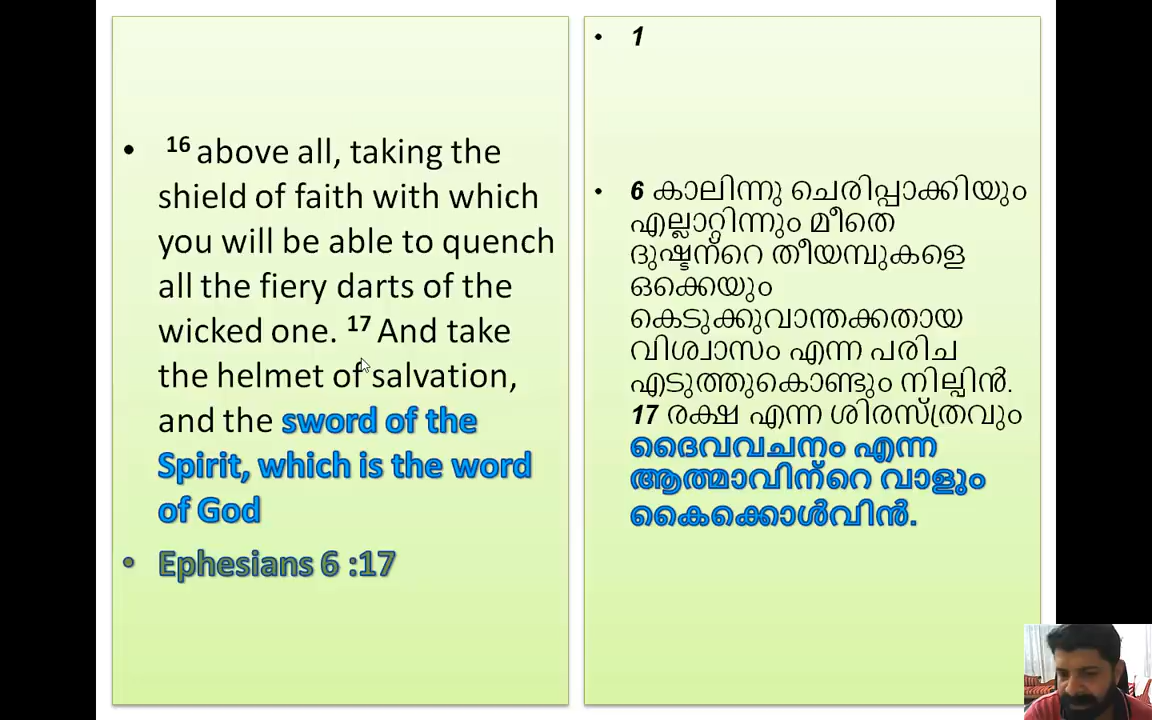 • 16 above all, taking the
shield of faith with which
you will be able to quench
all the fiery darts of the
wicked one. 17 And take
the helmet of salvation,
and the sword of the
Spirit, which is the word
of God
• Ephesians 6 :17
• 1
• 6 കാലിന്നു ചെരിപ്പാക്കിയും
എല്ലാറ്റിന്നും മീതെ
ദുഷ്ടന്റെ തീയമ്പുകളെ
ഒക്കെയും
കെടുക്കുവാന്തക്കതായ
വിശ്വാസം എന്ന പരിച
എടുത്തുകൊണ്ടും നില്പിൻ.
17 രക്ഷ എന്ന ശിരസ്ത്രവും
ദൈവവചനം എന്ന
ആത്മാവിന്റെ വാളും
കൈക്കൊൾവിൻ.